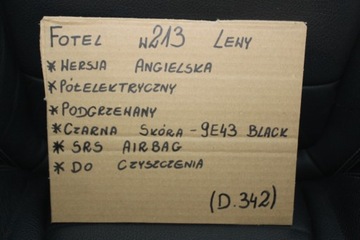 FOTEL W213 LEWY
* WERSJA ANGIELSKA
* PÓŁELEKTRYCZNY
* PODGRZEWANY
* CZARNA SKÓRA - 9E43 BLACK
* SRS AIRBAG
* DO CZYSZCZENIA
(D.342)